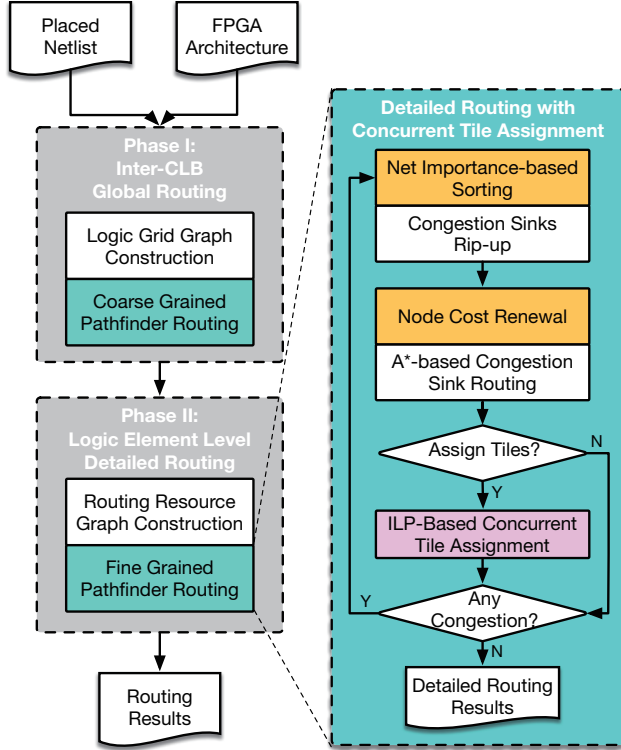 Placed
Netlist
FPGA
Architecture
Phase I:
Inter-CLB
Global Routing
Logic Grid Graph
Construction
Coarse Grained
Pathfinder Routing
Phase II:
Logic Element Level
Detailed Routing
Routing Resource
Graph Construction
Fine Grained
Pathfinder Routing
Routing
Results
Detailed Routing with
Concurrent Tile Assignment
Net Importance-based
Sorting
Congestion Sinks
Rip-up
Node Cost Renewal
A*-based Congestion
Sink Routing
Assign Tiles?
N
Y
ILP-Based Concurrent
Tile Assignment
Y
Any
Congestion?
N
Detailed Routing
Results